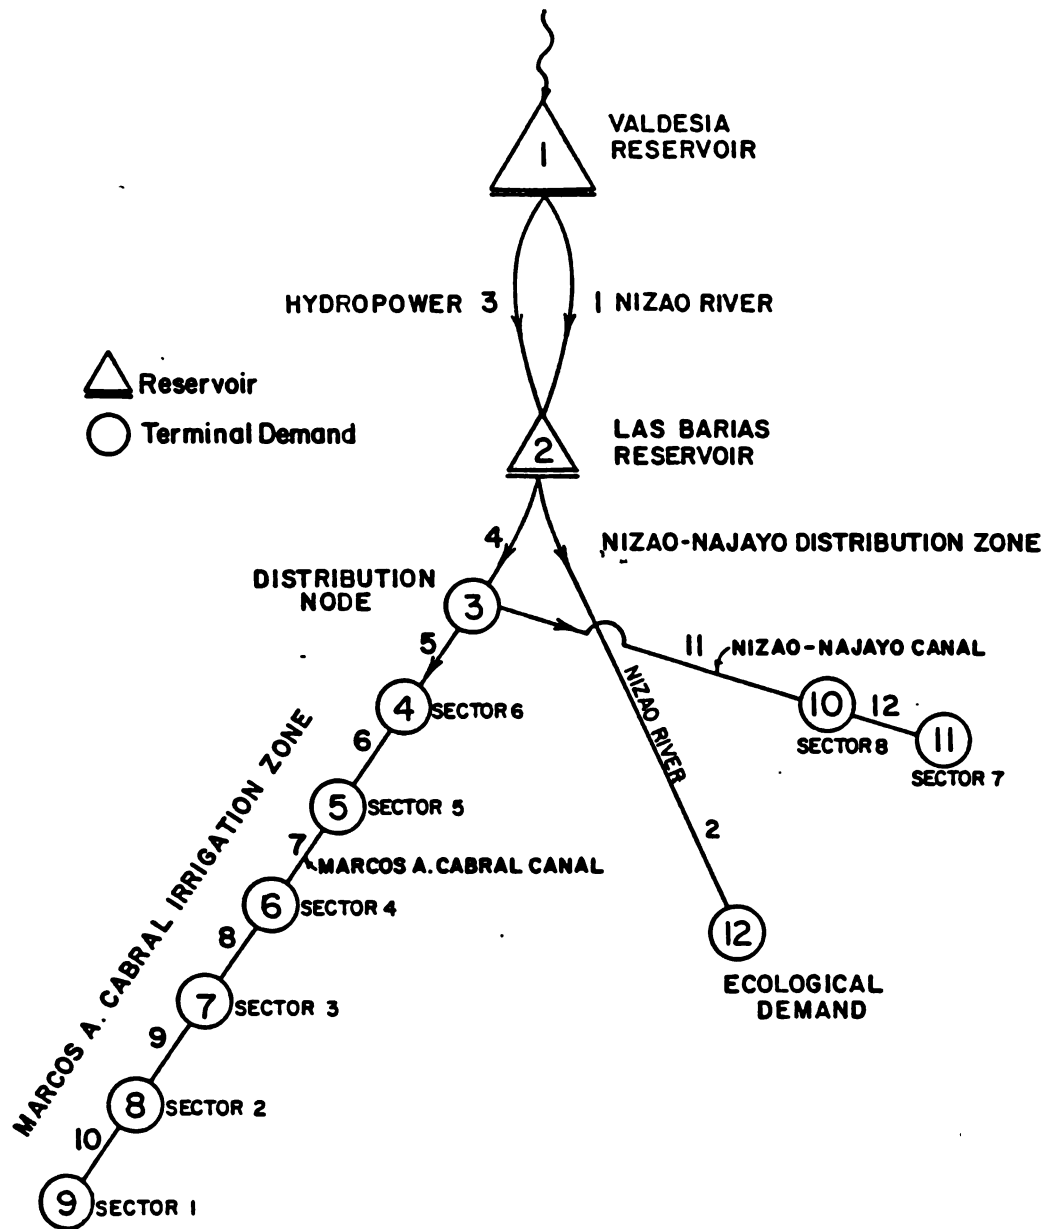 1
VALDESIA
RESERVOIR
HYDROPOWER 3
1 NIZAO RIVER
Reservoir
Terminal Demand
2
LAS BARIAS
RESERVOIR
4
NIZAO-NAJAYO DISTRIBUTION ZONE
DISTRIBUTION
NODE
3
5
11
NIZAO-NAJAYO CANAL
NIZAO RIVER
4
SECTOR 6
10
12
SECTOR 8
11
SECTOR 7
6
5
SECTOR 5
2
7
MARCOS A. CABRAL CANAL
6
SECTOR 4
12
ECOLOGICAL
DEMAND
MARCOS A. CABRAL IRRIGATION ZONE
8
7
SECTOR 3
9
8
SECTOR 2
10
9
SECTOR 1